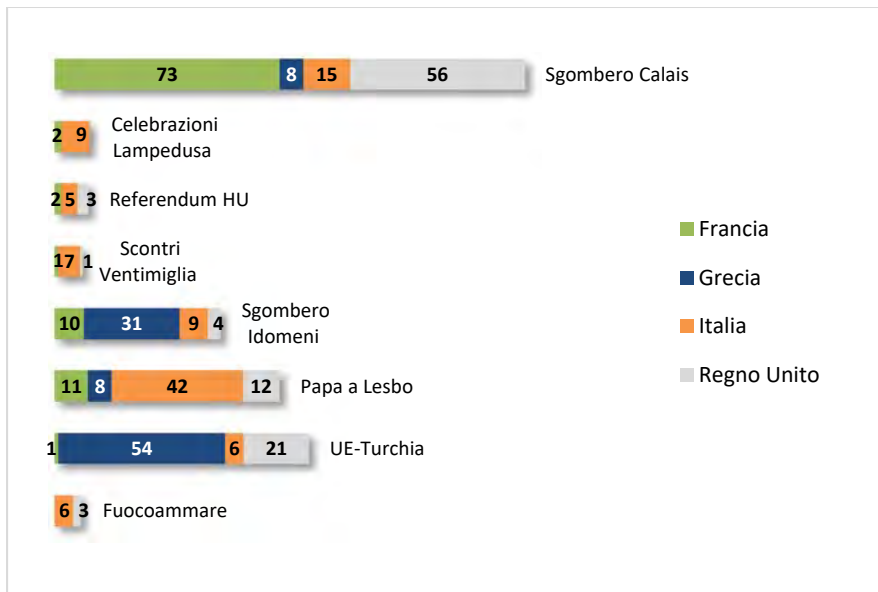 73 8 15 56 Sgombero Calais
2 9 Celebrazioni
Lampedusa
2 5 3 Referendum HU
1 7 1 Scontri
Ventimiglia
10 31 9 4 Sgombero
Idomeni
11 8 42 12 Papa a Lesbo
1 54 6 21 UE-Turchia
6 3 Fuocoammare
Francia
Grecia
Italia
Regno Unito